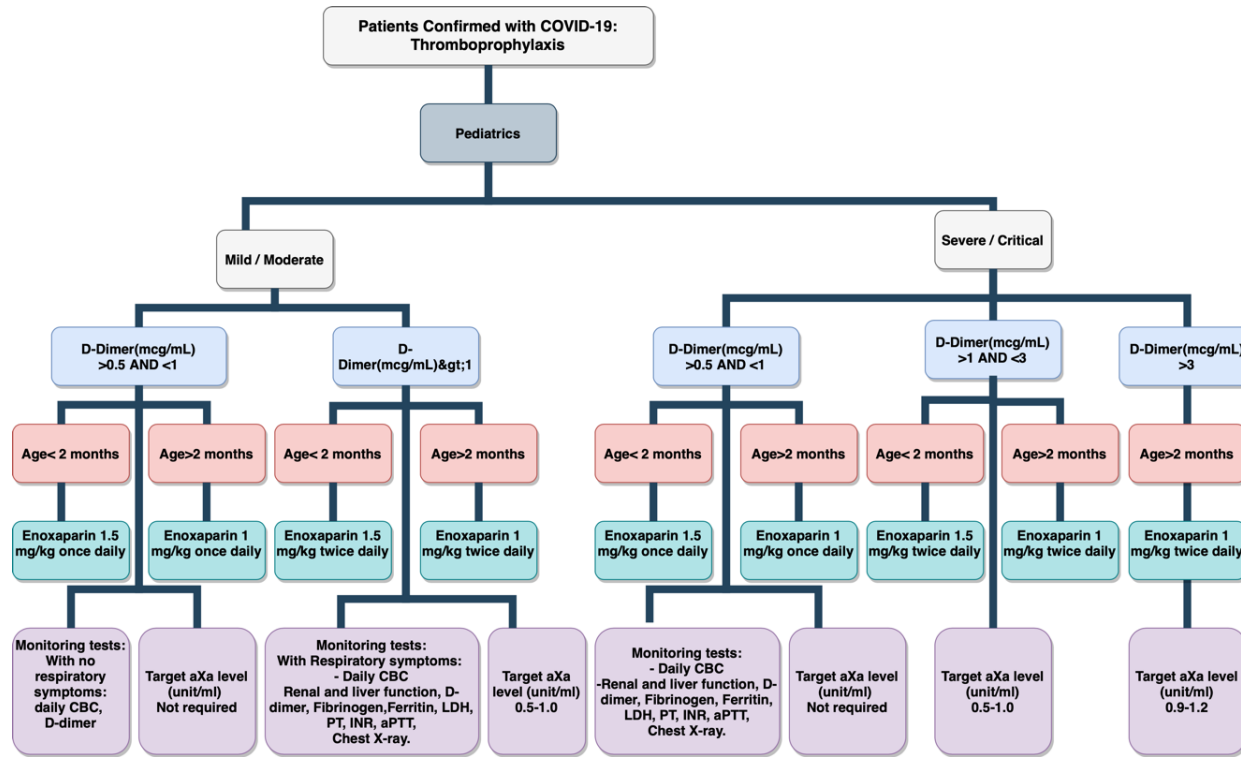 Patients Confirmed with COVID-19:
Thromboprophylaxis
Pediatrics
Mild / Moderate
Severe / Critical
D-Dimer(mcg/mL)
>0.5 AND <1
D-
Dimer(mcg/mL)&gt;1
D-Dimer(mcg/mL)
>0.5 AND <1
D-Dimer(mcg/mL)
>1 AND <3
D-Dimer(mcg/mL)
>3
Age< 2 months
Age>2 months
Age< 2 months
Age>2 months
Age< 2 months
Age>2 months
Age< 2 months
Age>2 months
Age>2 months
Enoxaparin 1.5
mg/kg once daily
Enoxaparin 1
mg/kg once daily
Enoxaparin 1.5
mg/kg twice daily
Enoxaparin 1
mg/kg twice daily
Enoxaparin 1.5
mg/kg once daily
Enoxaparin 1
mg/kg once daily
Enoxaparin 1.5
mg/kg twice daily
Enoxaparin 1
mg/kg twice daily
Enoxaparin 1
mg/kg twice daily
Monitoring tests:
With no
respiratory
symptoms:
daily CBC,
D-dimer
Target aXa level
(unit/ml)
Not required
Monitoring tests:
With Respiratory symptoms:
- Daily CBC
Renal and liver function, D-
dimer, Fibrinogen,Ferritin, LDH,
PT, INR, aPTT,
Chest X-ray.
Target aXa
level (unit/ml)
0.5-1.0
Monitoring tests:
- Daily CBC
-Renal and liver function, D-
dimer, Fibrinogen, Ferritin,
LDH, PT, INR, aPTT,
Chest X-ray.
Target aXa level
(unit/ml)
Not required
Target aXa level
(unit/ml)
0.5-1.0
Target aXa level
(unit/ml)
0.9-1.2